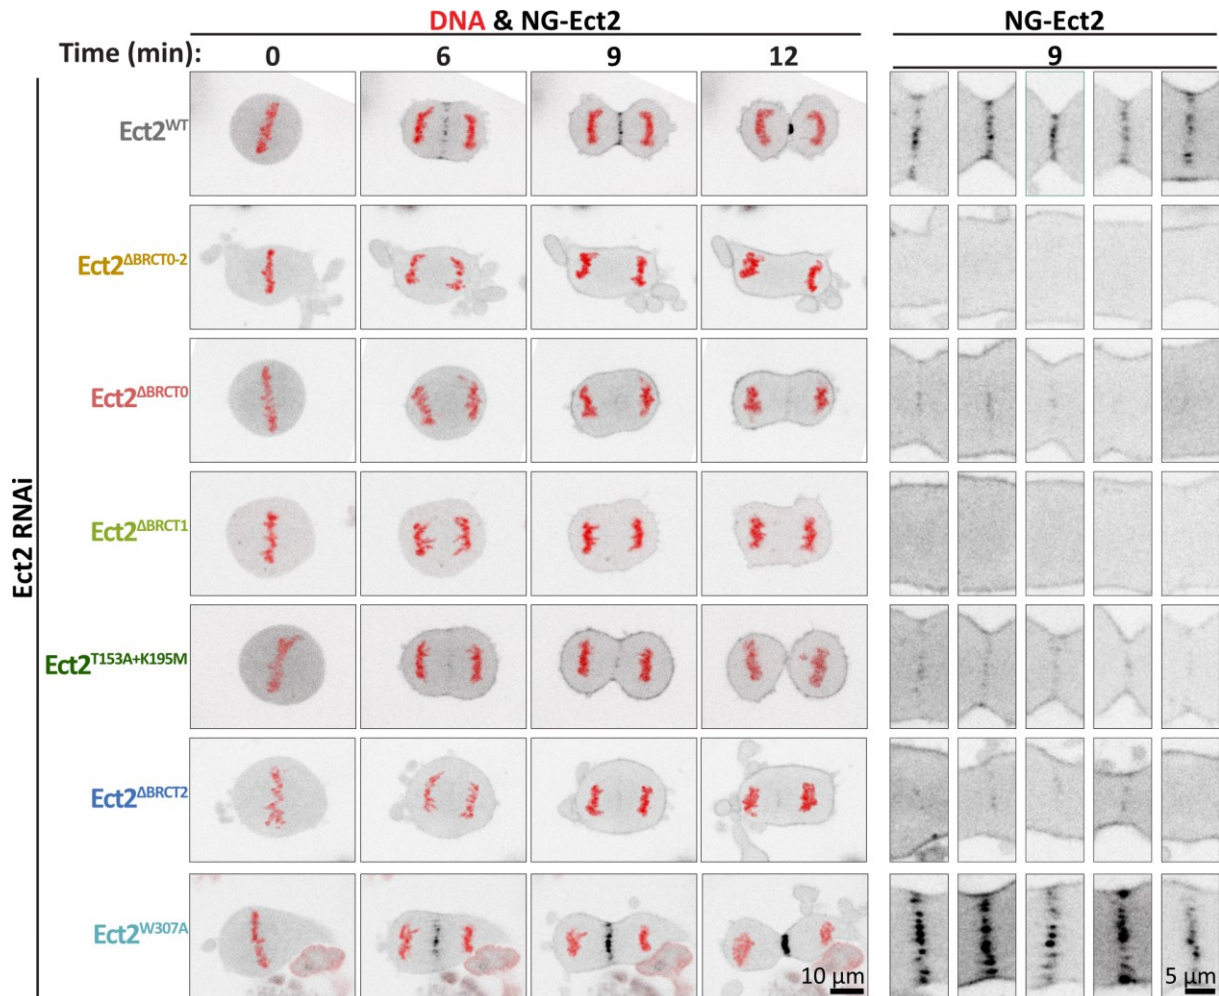 DNA & NG-Ect2 NG-Ect2
Time (min): 0 6 9 12 9
Ect2 RNAi
Ect2WT
Ect2ΔBRCT0-2
Ect2ΔBRCT0
Ect2ΔBRCT1
Ect2T153A+K195M
Ect2ΔBRCT2
Ect2W307A
10 µm 5 µm